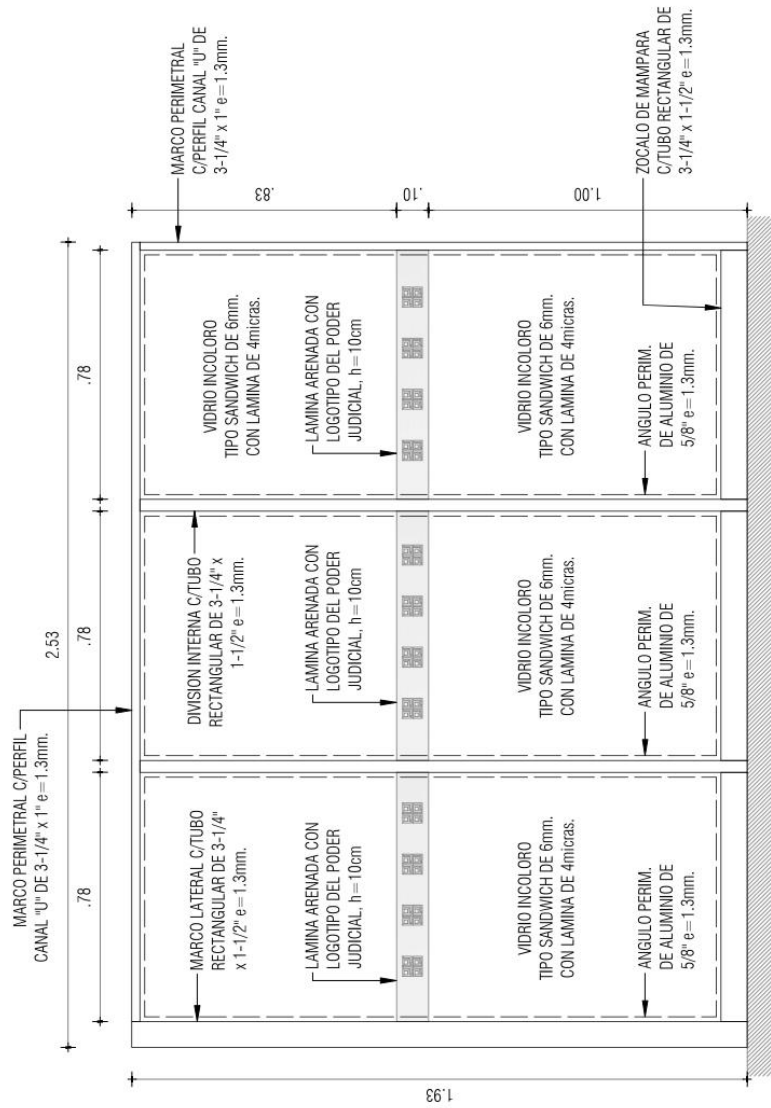 MARCO PERIMETRAL C/PERFIL
CANAL "U" DE 3-1/4" x 1" e=1.3mm.
2.53
.78
.78
.78
MARCO PERIMETRAL
C/PERFIL CANAL "U" DE
3-1/4" x 1" e=1.3mm.
MARCO LATERAL C/TUBO
RECTANGULAR DE 3-1/4"
x 1-1/2" e=1.3mm.
DIVISION INTERNA C/TUBO
RECTANGULAR DE 3-1/4" x
1-1/2" e=1.3mm.
VIDRIO INCOLORO
TIPO SANDWICH DE 6mm.
CON LAMINA DE 4micras.
.83
1.93
LAMINA ARENADA CON
LOGOTIPO DEL PODER
JUDICIAL, h=10cm
LAMINA ARENADA CON
LOGOTIPO DEL PODER
JUDICIAL, h=10cm
LAMINA ARENADA CON
LOGOTIPO DEL PODER
JUDICIAL, h=10cm
.10
VIDRIO INCOLORO
TIPO SANDWICH DE 6mm.
CON LAMINA DE 4micras.
VIDRIO INCOLORO
TIPO SANDWICH DE 6mm.
CON LAMINA DE 4micras.
VIDRIO INCOLORO
TIPO SANDWICH DE 6mm.
CON LAMINA DE 4micras.
1.00
ANGULO PERIM.
DE ALUMINIO DE
5/8" e=1.3mm.
ANGULO PERIM.
DE ALUMINIO DE
5/8" e=1.3mm.
ANGULO PERIM.
DE ALUMINIO DE
5/8" e=1.3mm.
ZOCALO DE MAMPARA
C/TUBO RECTANGULAR DE
3-1/4" x 1-1/2" e=1.3mm.